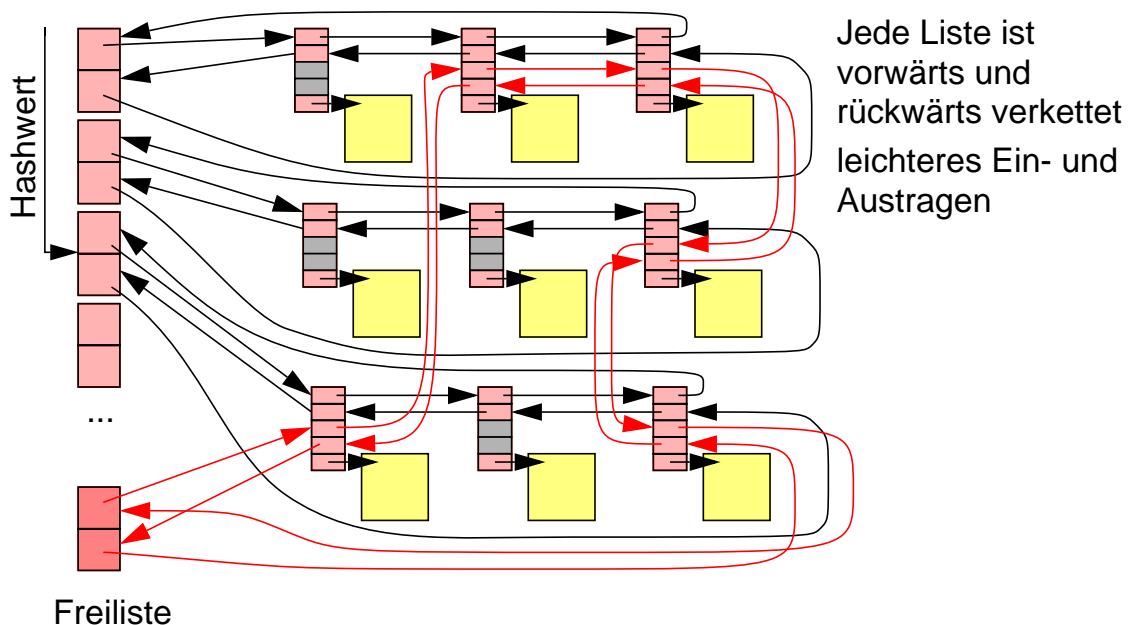 Hashwert
Jede Liste ist
vorwärts und
rückwärts verkettet
leichteres Ein- und
Austragen
...
Freiliste